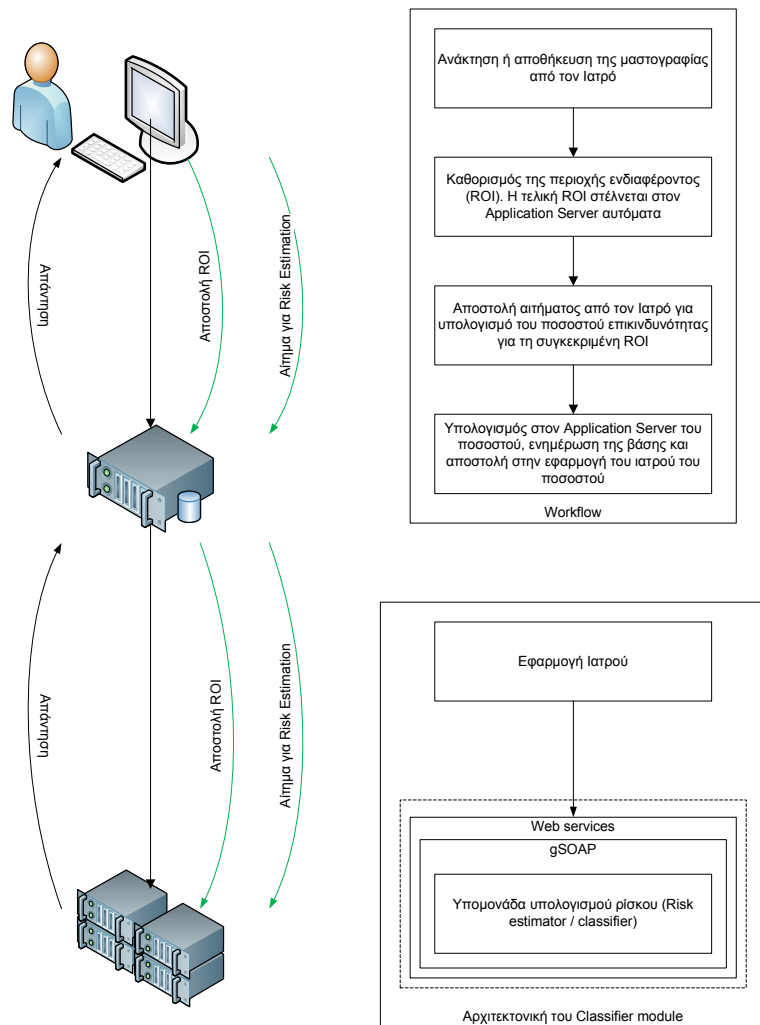 Ανάκτηση ή αποθήκευση της μαστογραφίας
από τον Ιατρό
Καθορισμός της περιοχής ενδιαφέροντος
(ROI). Η τελική ROI στέλνεται στον
Application Server αυτόματα
Αποστολή αιτήματος από τον Ιατρό για
υπολογισμό του ποσοστού επικινδυνότητας
για τη συγκεκριμένη ROI
Υπολογισμός στον Application Server του
ποσοστού, ενημέρωση της βάσης και
αποστολή στην εφαρμογή του ιατρού του
ποσοστού
Workflow
Απάντηση
Αποστολή ROI
Αίτημα για Risk Estimation
Απάντηση
Αποστολή ROI
Αίτημα για Risk Estimation
Εφαρμογή Ιατρού
Web services
gSOAP
Υπομονάδα υπολογισμού ρίσκου (Risk
estimator / classifier)
Αρχιτεκτονική του Classifier module